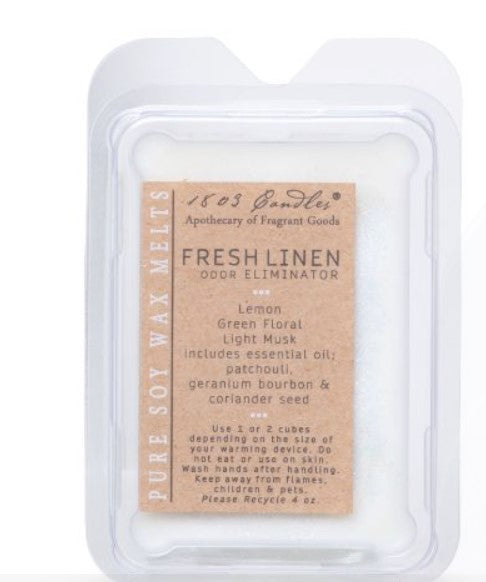 PURE SOY WAX MELTS
1803 Candles®
Apothecary of Fragrant Goods
FRESH LINEN
ODOR ELIMINATOR
Lemon
Green Floral
Light Musk
includes essential oil;
patchouli,
geranium bourbon &
coriander seed
Use 1 or 2 cubes
depending on the size of
your warming device. Do
not eat or use on skin.
Wash hands after handling.
Keep away from flames,
children & pets.
Please Recycle 4 oz.